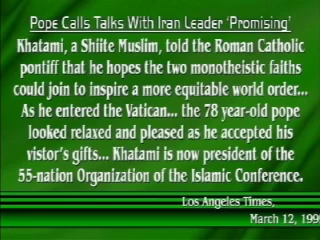 Pope Calls Talks With Iran Leader ‘Promising’
Khatami, a Shiite Muslim, told the Roman Catholic
pontiff that he hopes the two monotheistic faiths
could join to inspire a more equitable world order...
As he entered the Vatican... the 78 year-old pope
looked relaxed and pleased as he accepted his
vistor's gifts... Khatami is now president of the
55-nation Organization of the Islamic Conference.
Los Angeles Times,
March 12, 199